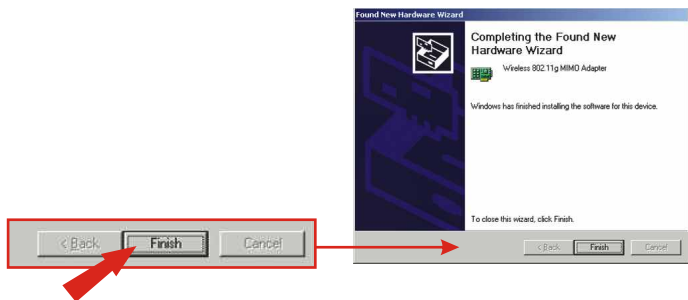 Found New Hardware Wizard
Completing the Found New
Hardware Wizard
Wireless 802.11g MIMO Adapter
Windows has finished installing the software for this device.
To close this wizard, click Finish.
< Back
Finish
Cancel
< Back
Finish
Cancel